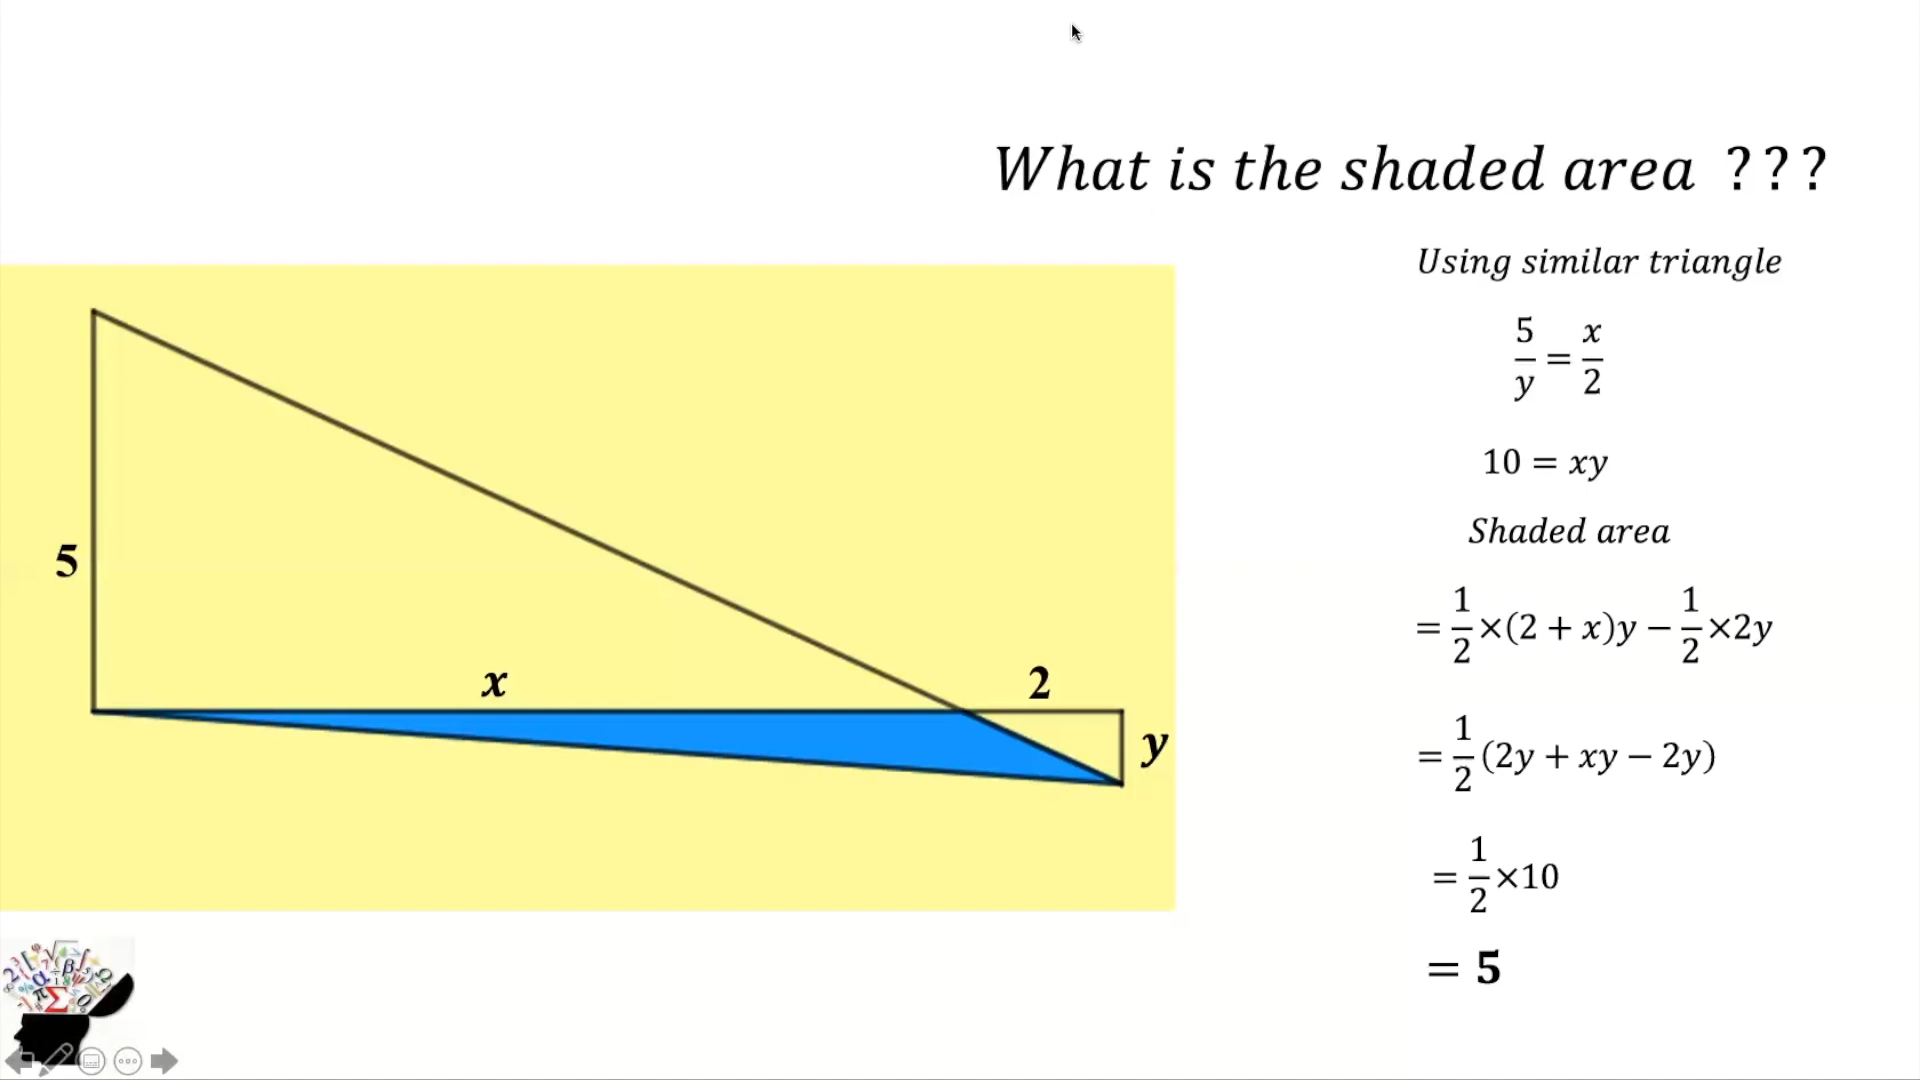 What is the shaded area ???
Using similar triangle
5/y = x/2
10 = xy
Shaded area
= 1/2 ×(2 + x)y − 1/2 ×2y
= 1/2 (2y + xy − 2y)
= 1/2 ×10
= 5
5
x
2
y